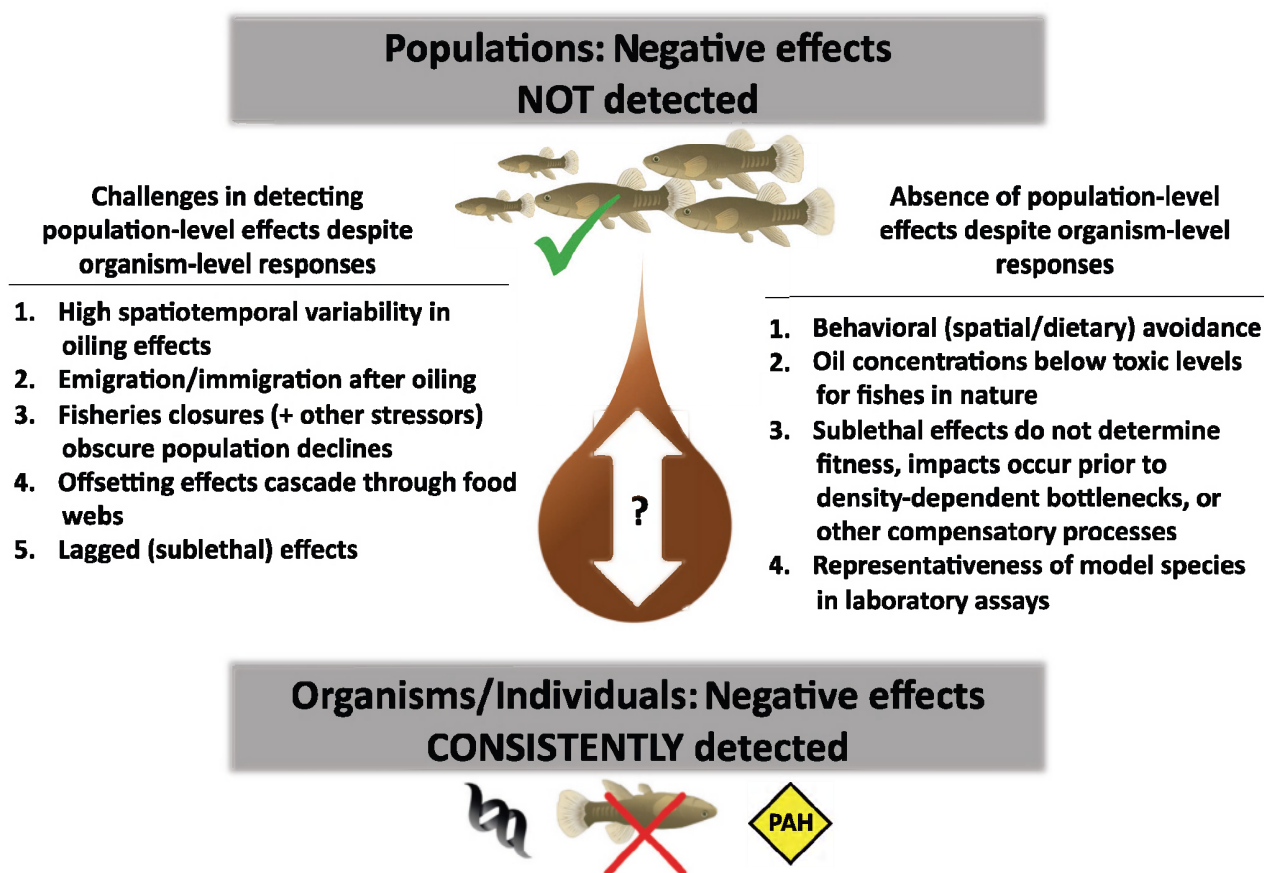 Populations: Negative effects
NOT detected
Challenges in detecting
population-level effects despite
organism-level responses
1. High spatiotemporal variability in
oiling effects
2. Emigration/immigration after oiling
3. Fisheries closures (+ other stressors)
obscure population declines
4. Offsetting effects cascade through food
webs
5. Lagged (sublethal) effects
Absence of population-level
effects despite organism-level
responses
1. Behavioral (spatial/dietary) avoidance
2. Oil concentrations below toxic levels
for fishes in nature
3. Sublethal effects do not determine
fitness, impacts occur prior to
density-dependent bottlenecks, or
other compensatory processes
4. Representativeness of model species
in laboratory assays
?
Organisms/Individuals: Negative effects
CONSISTENTLY detected
PAH